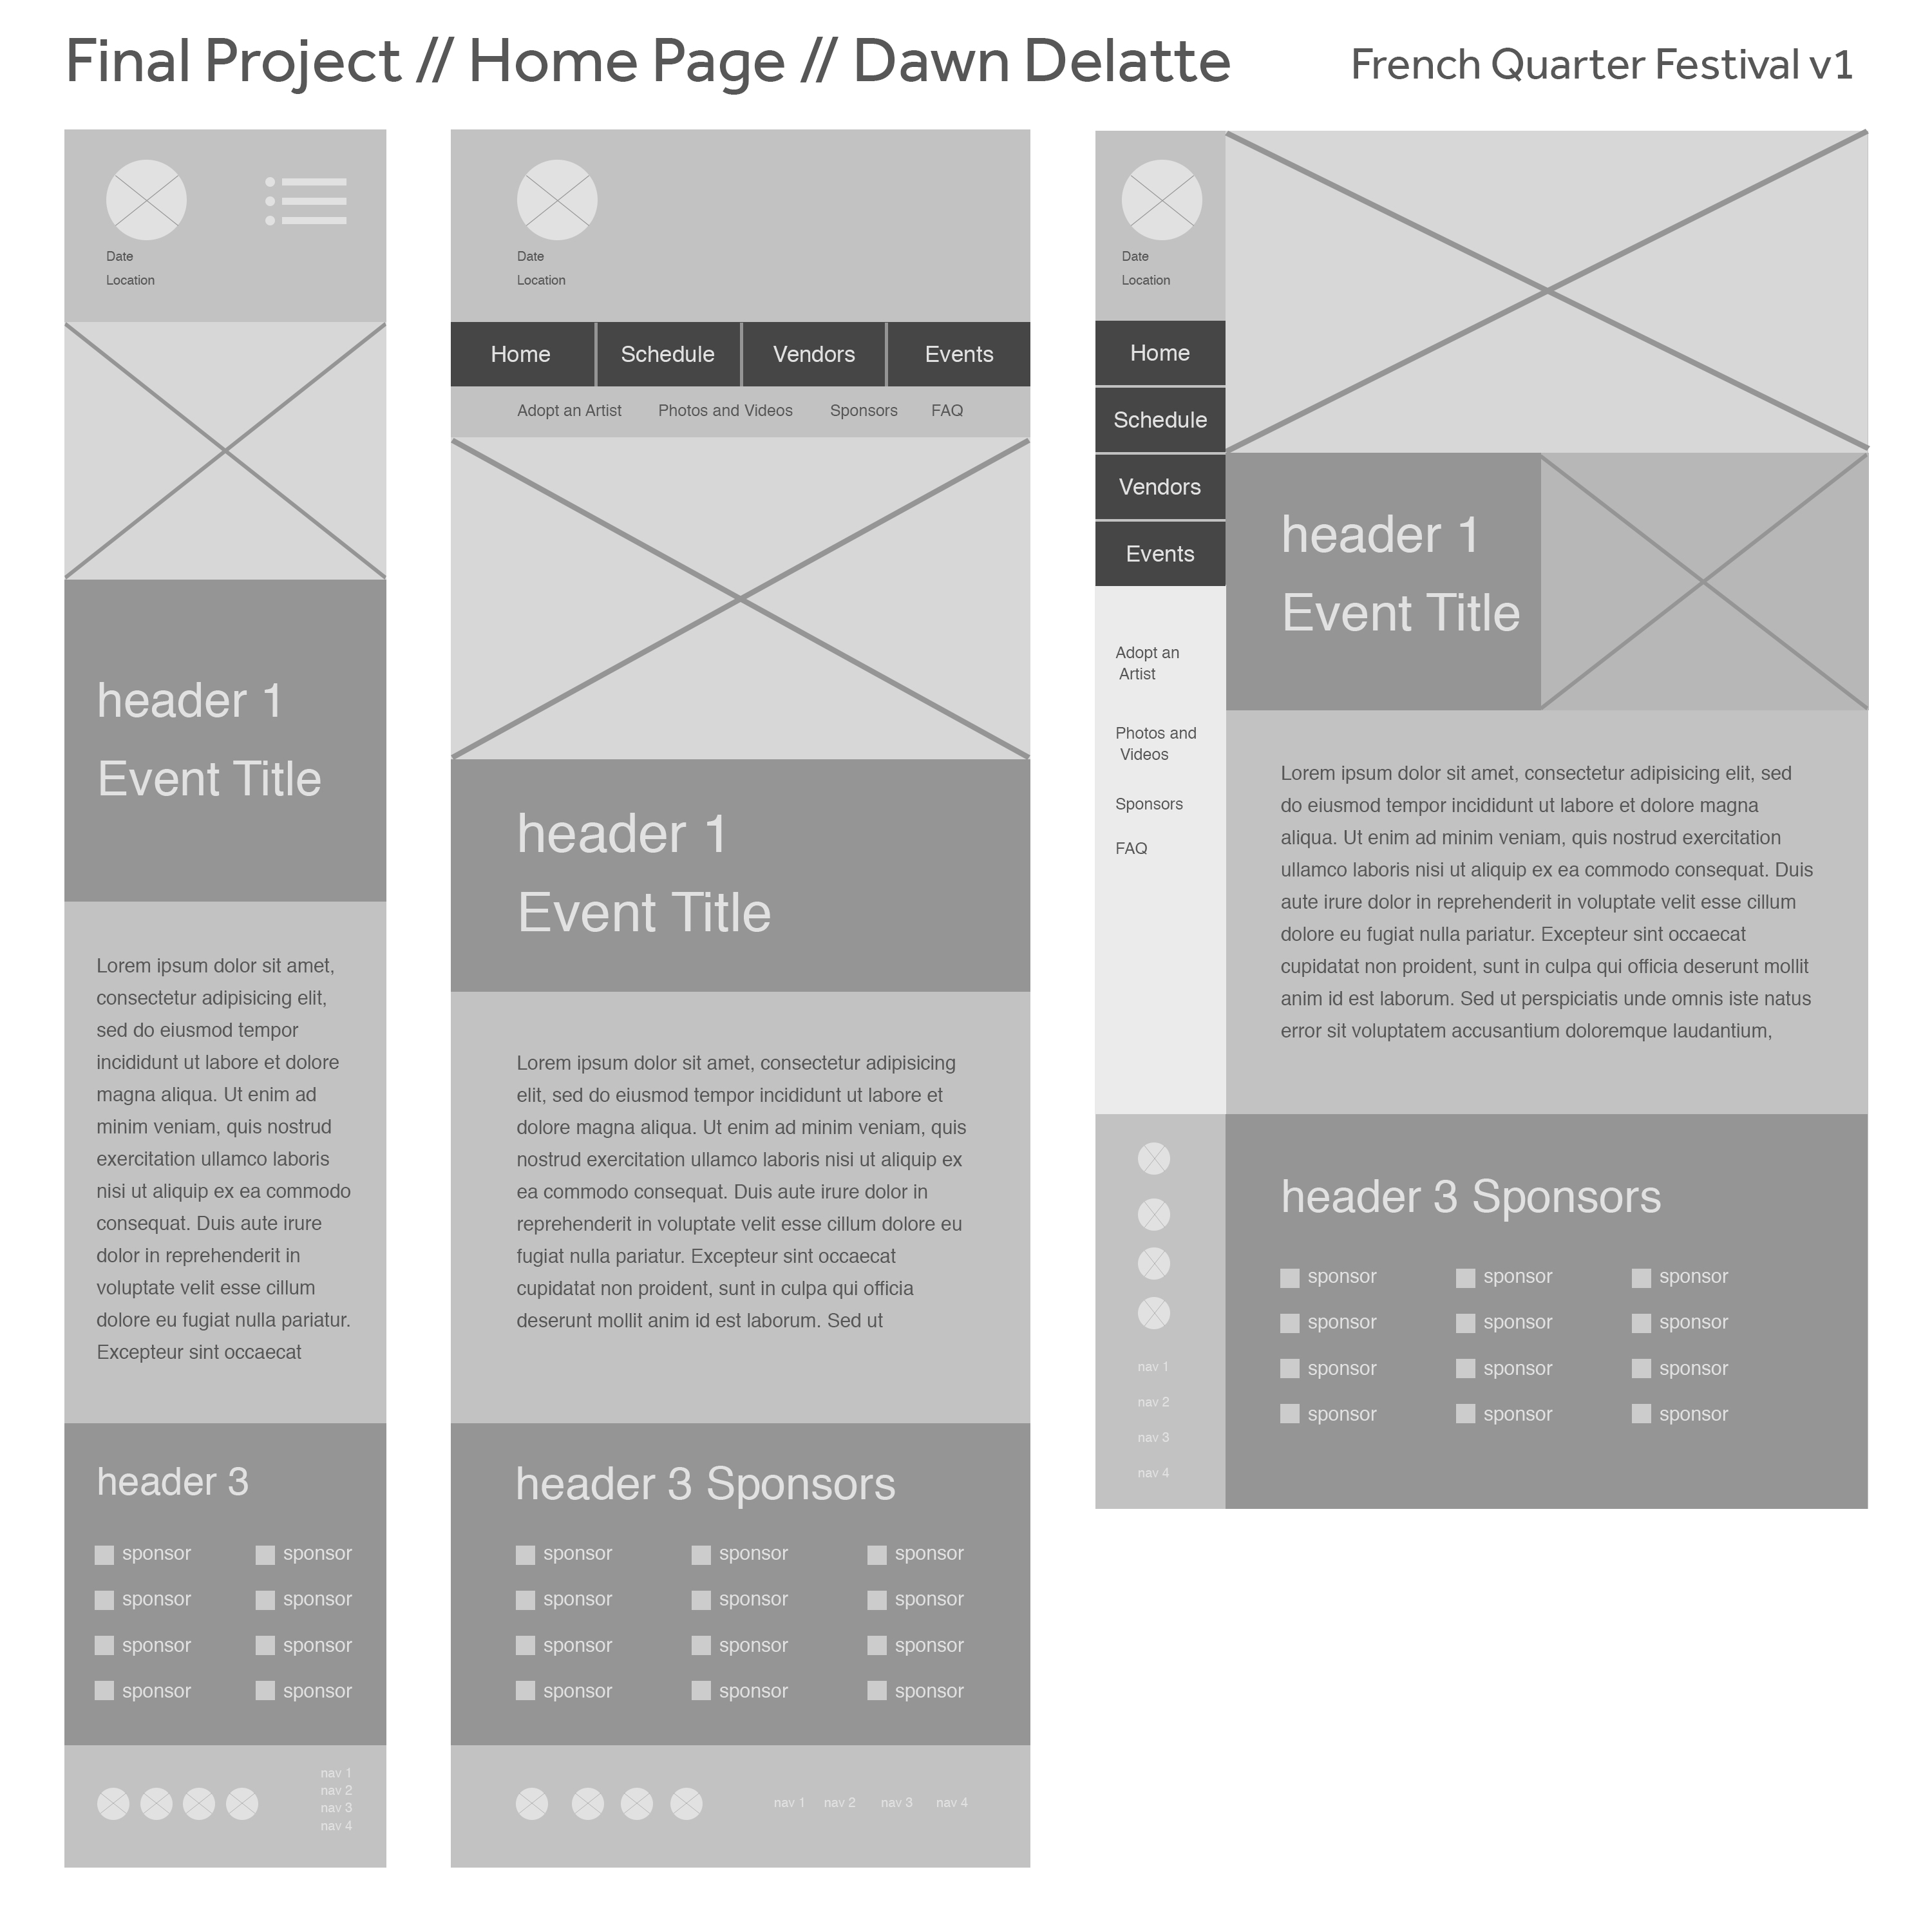 Final Project // Home Page // Dawn Delatte
French Quarter Festival v1
Date
Location
header 1
Event Title
Lorem ipsum dolor sit amet,
consectetur adipisicing elit,
sed do eiusmod tempor
incididunt ut labore et dolore
magna aliqua. Ut enim ad
minim veniam, quis nostrud
exercitation ullamco laboris
nisi ut aliquip ex ea commodo
consequat. Duis aute irure
dolor in reprehenderit in
voluptate velit esse cillum
dolore eu fugiat nulla pariatur.
Excepteur sint occaecat
header 3
sponsor sponsor
sponsor sponsor
sponsor sponsor
sponsor sponsor
nav 1
nav 2
nav 3
nav 4
Date
Location
Home Schedule Vendors Events
Adopt an Artist Photos and Videos Sponsors FAQ
header 1
Event Title
Lorem ipsum dolor sit amet, consectetur adipisicing
elit, sed do eiusmod tempor incididunt ut labore et
dolore magna aliqua. Ut enim ad minim veniam, quis
nostrud exercitation ullamco laboris nisi ut aliquip ex
ea commodo consequat. Duis aute irure dolor in
reprehenderit in voluptate velit esse cillum dolore eu
fugiat nulla pariatur. Excepteur sint occaecat
cupidatat non proident, sunt in culpa qui officia
deserunt mollit anim id est laborum. Sed ut
header 3 Sponsors
sponsor sponsor sponsor
sponsor sponsor sponsor
sponsor sponsor sponsor
sponsor sponsor sponsor
nav 1 nav 2 nav 3 nav 4
Date
Location
Home
Schedule
Vendors
Events
Adopt an
Artist
Photos and
Videos
Sponsors
FAQ
nav 1
nav 2
nav 3
nav 4
header 1
Event Title
Lorem ipsum dolor sit amet, consectetur adipisicing elit, sed
do eiusmod tempor incididunt ut labore et dolore magna
aliqua. Ut enim ad minim veniam, quis nostrud exercitation
ullamco laboris nisi ut aliquip ex ea commodo consequat. Duis
aute irure dolor in reprehenderit in voluptate velit esse cillum
dolore eu fugiat nulla pariatur. Excepteur sint occaecat
cupidatat non proident, sunt in culpa qui officia deserunt mollit
anim id est laborum. Sed ut perspiciatis unde omnis iste natus
error sit voluptatem accusantium doloremque laudantium,
header 3 Sponsors
sponsor sponsor sponsor
sponsor sponsor sponsor
sponsor sponsor sponsor
sponsor sponsor sponsor